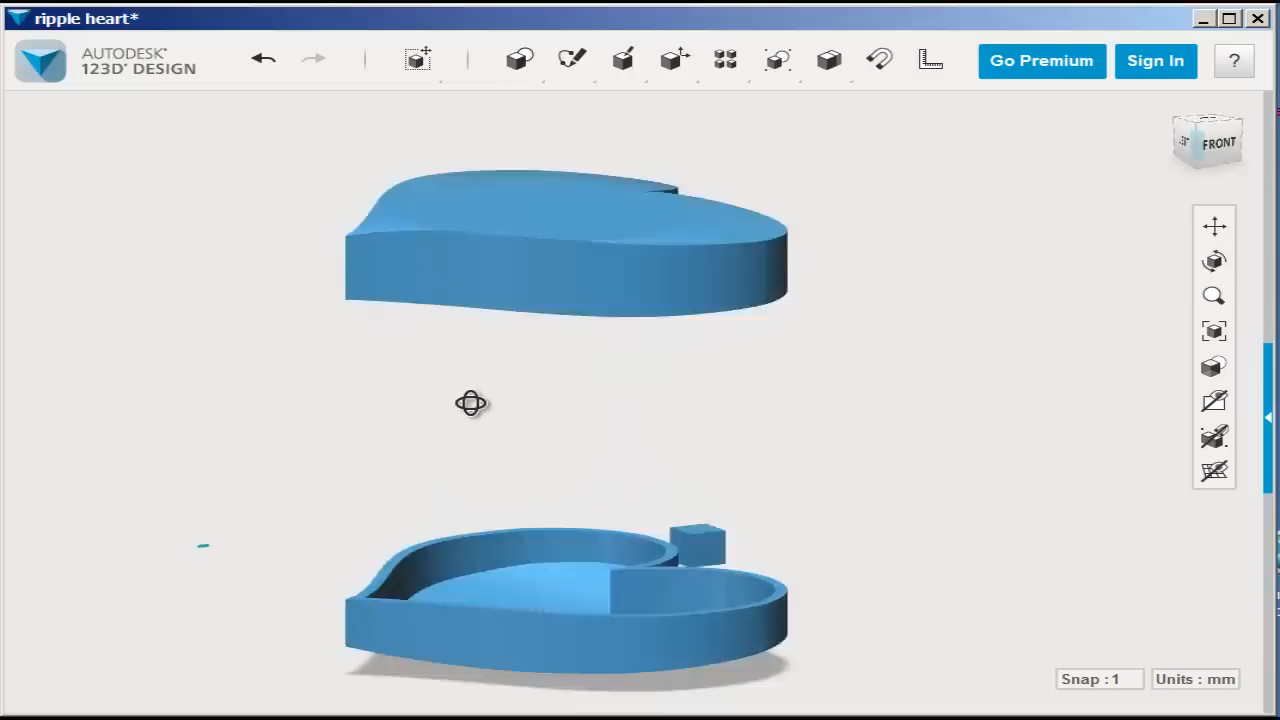 ripple heart*
AUTODESK®
123D® DESIGN
Go Premium
Sign In
?
FRONT
Snap : 1
Units : mm